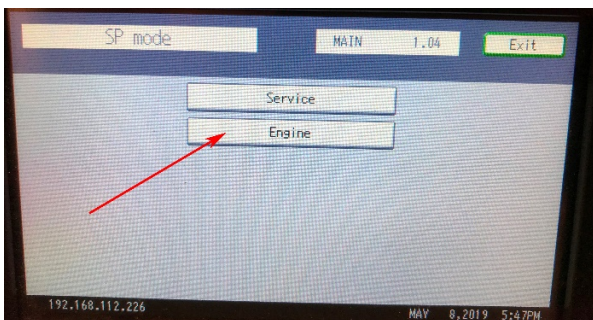 SP mode MAIN 1.04 Exit
Service
Engine
192.168.112.226 MAY 8,2019 5:47PM